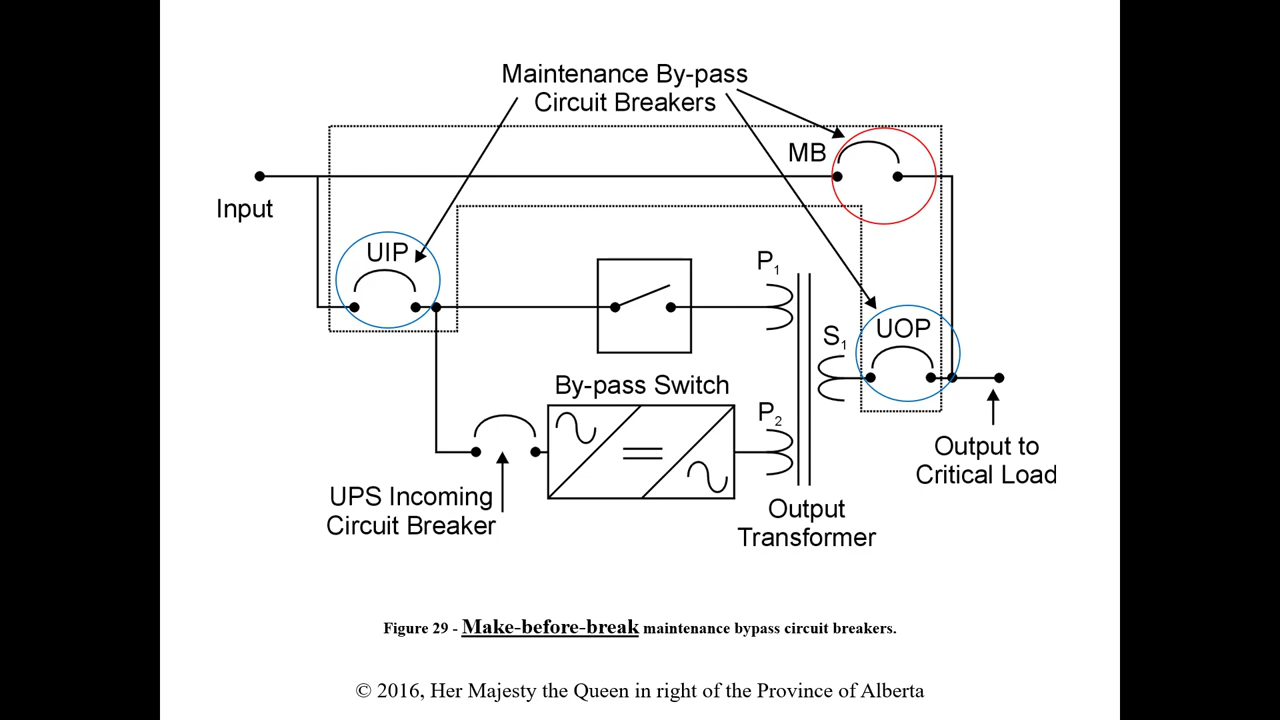 Maintenance By-pass
Circuit Breakers
MB
Input
UIP
P₁
S₁
UOP
By-pass Switch
P₂
Output to
Critical Load
UPS Incoming
Circuit Breaker
Output
Transformer
Figure 29 - Make-before-break maintenance bypass circuit breakers.
© 2016, Her Majesty the Queen in right of the Province of Alberta